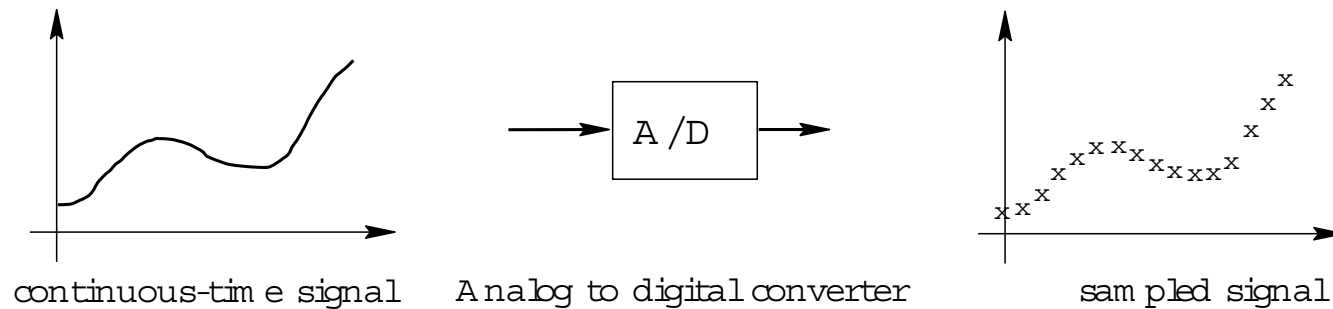 A/D
x x x x x x x x x x x x x x x x
continuous-time signal
Analog to digital converter
sampled signal